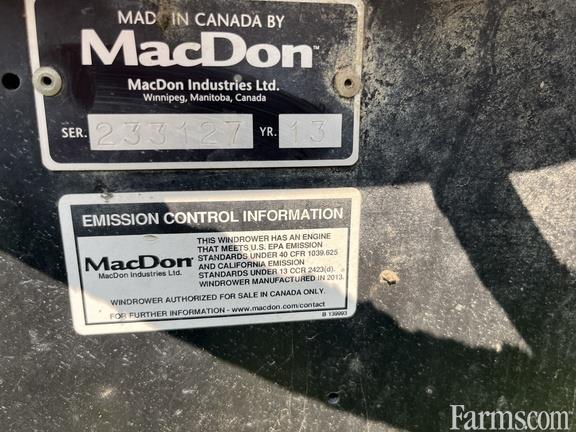 MADE IN CANADA BY
MacDon™
MacDon Industries Ltd.
Winnipeg, Manitoba, Canada
SER. 233127 YR. 13
EMISSION CONTROL INFORMATION
MacDon™
MacDon Industries Ltd.
THIS WINDROWER HAS AN ENGINE
THAT MEETS U.S. EPA EMISSION
STANDARDS UNDER 40 CFR 1039.625
AND CALIFORNIA EMISSION
STANDARDS UNDER 13 CCR 2423(d).
WINDROWER MANUFACTURED IN 2013.
WINDROWER AUTHORIZED FOR SALE IN CANADA ONLY.
FOR FURTHER INFORMATION - www.macdon.com/contact
B 139993
Farms.com